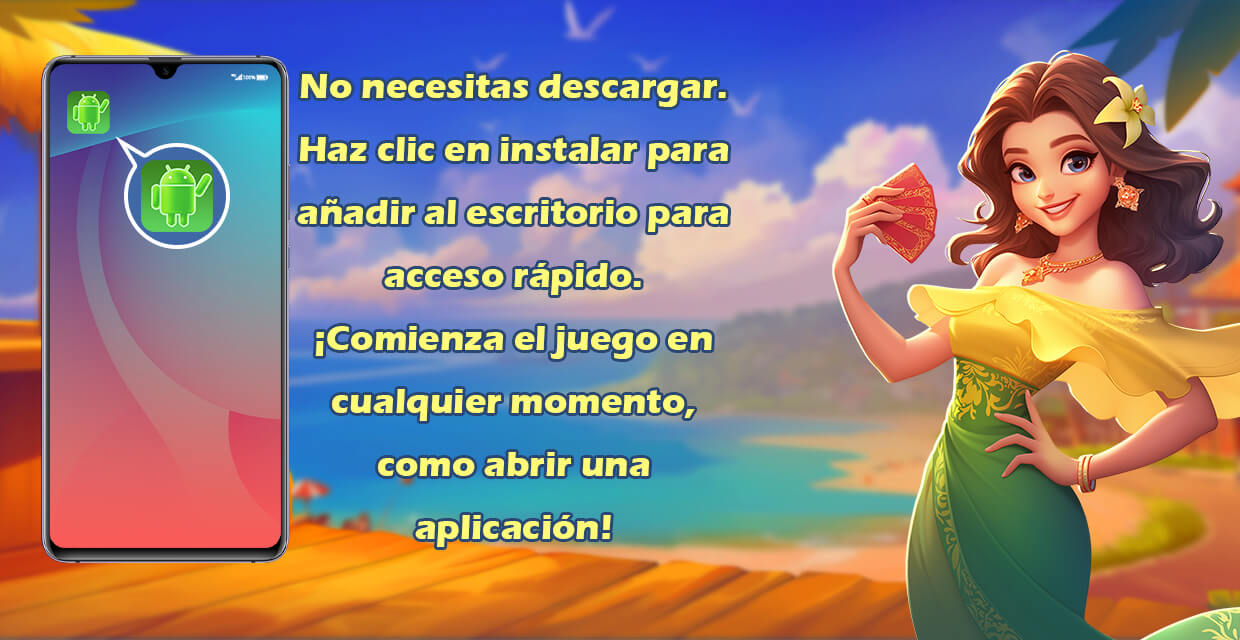 No necesitas descargar.
Haz clic en instalar para
añadir al escritorio para
acceso rápido.
¡Comienza el juego en
cualquier momento,
como abrir una
aplicación!